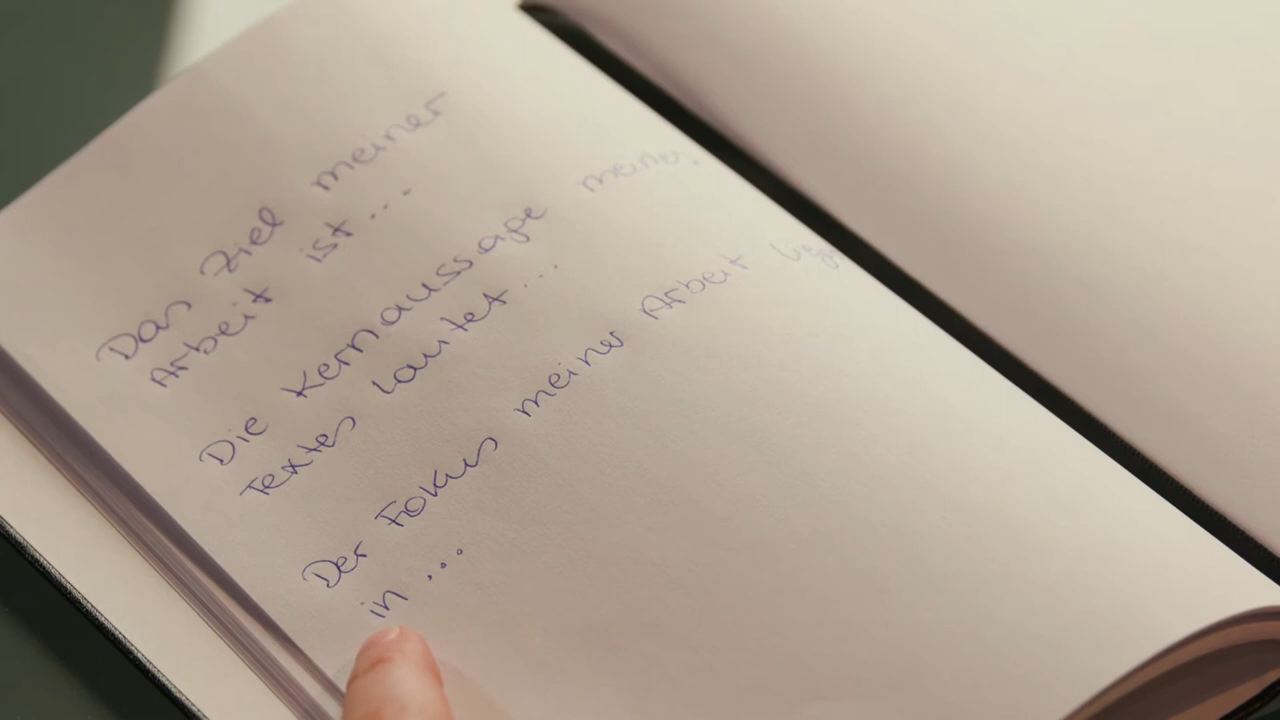 Das Ziel meiner
Arbeit ist...
Die Kernaussage meines
Textes lautet...
Der Fokus meiner Arbeit liegt
in ...